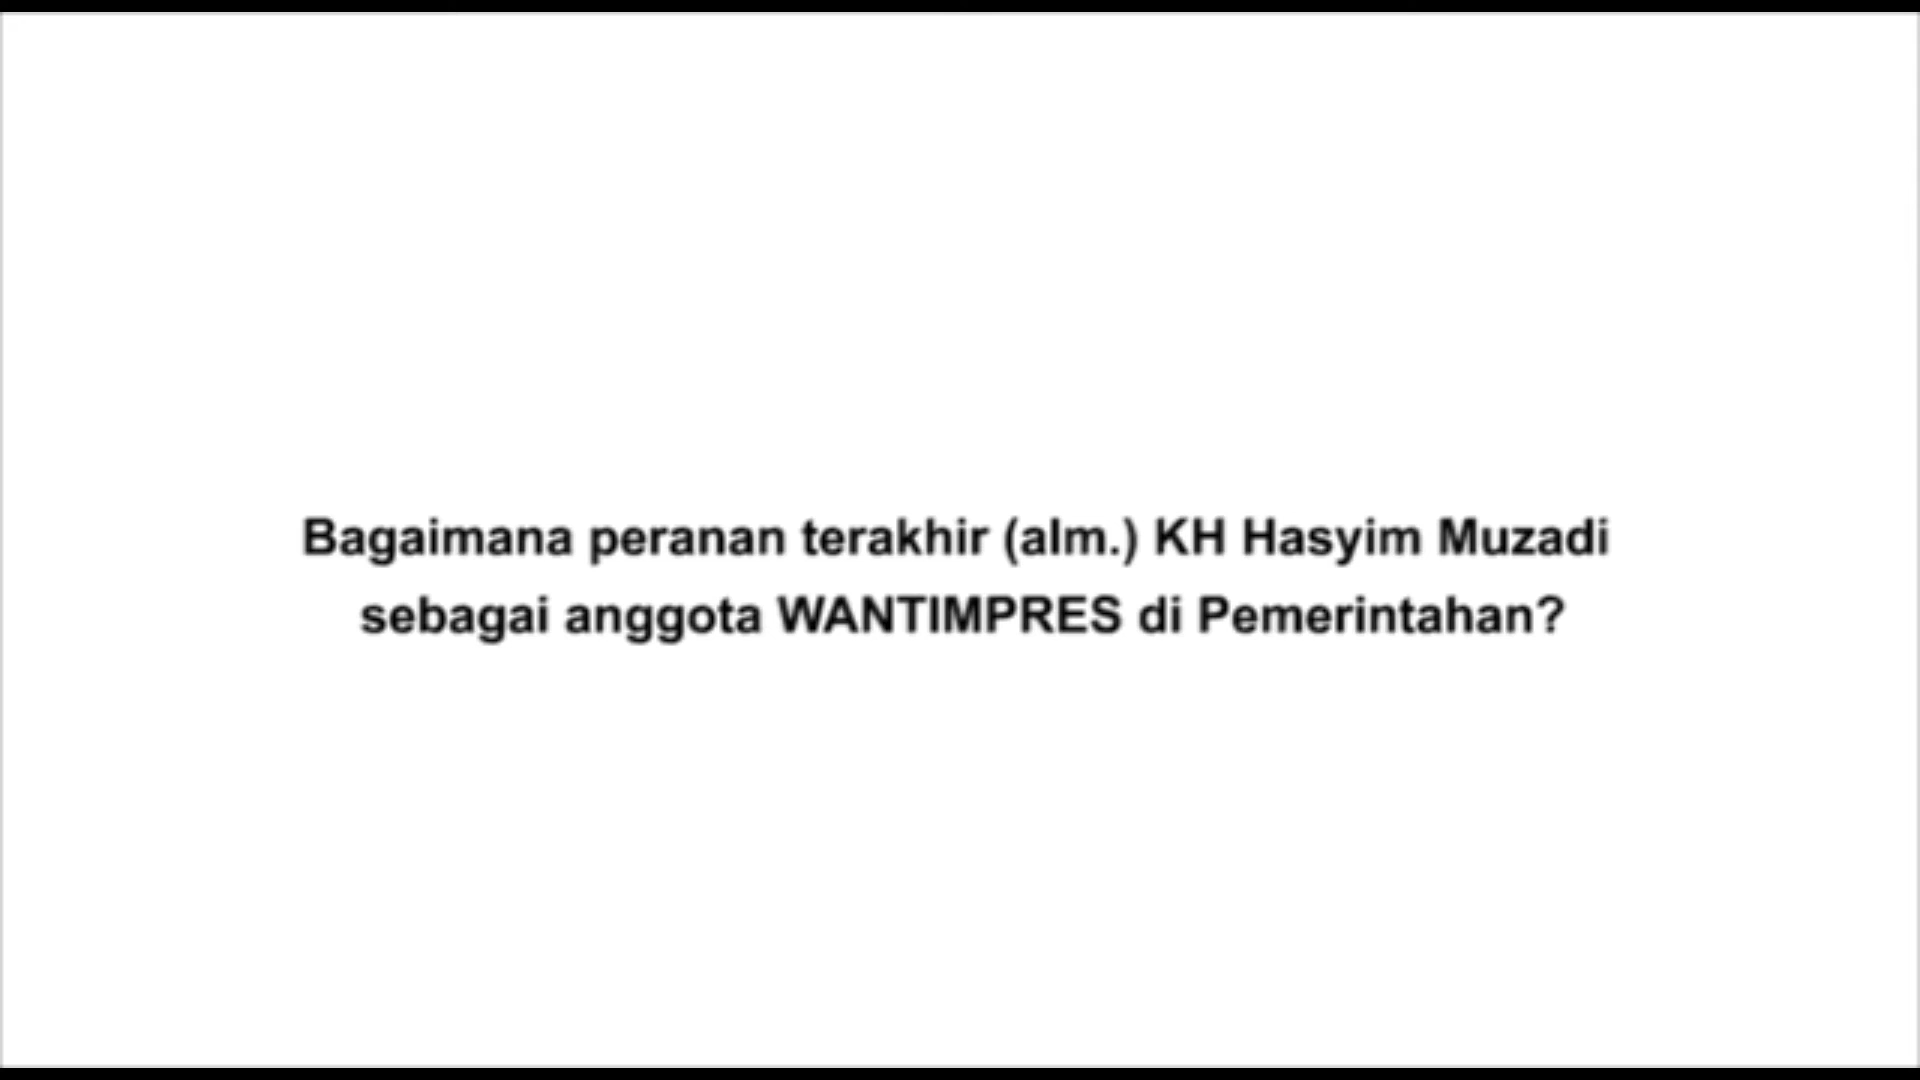 Bagaimana peranan terakhir (alm.) KH Hasyim Muzadi
sebagai anggota WANTIMPRES di Pemerintahan?